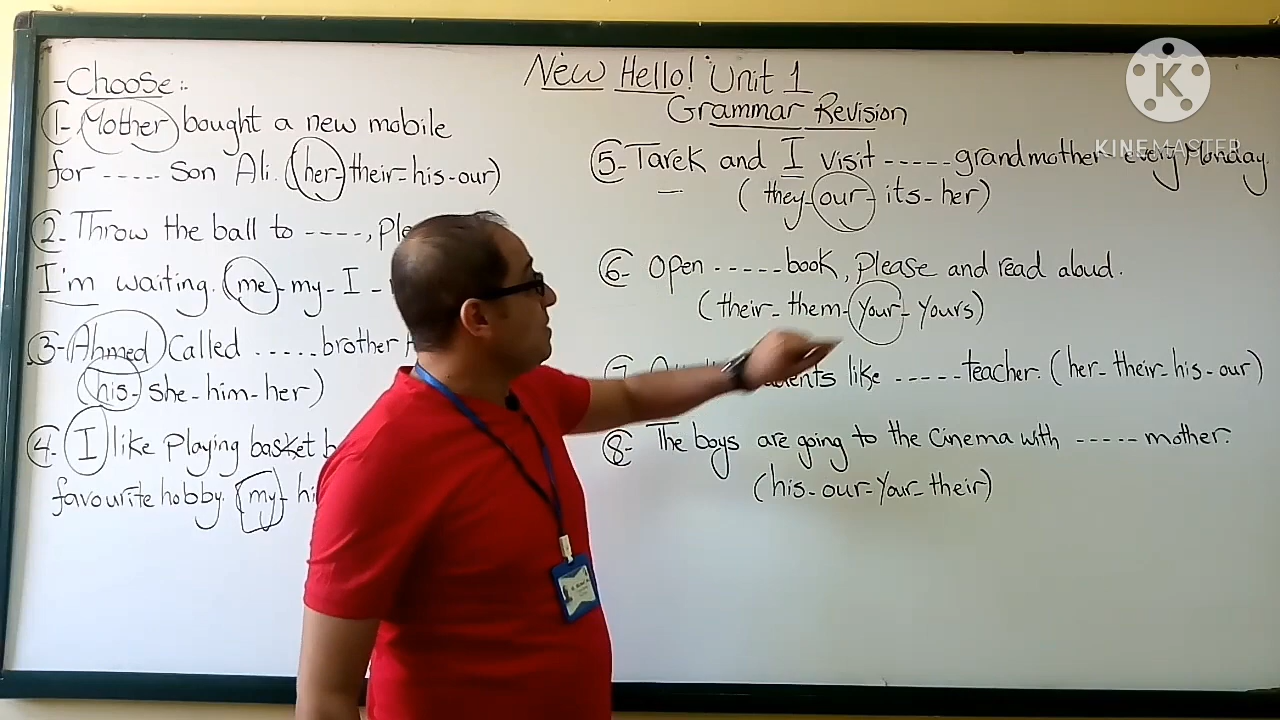 New Hello! Unit 1
Grammar Revision
-Choose:-
1- Mother bought a new mobile
for ----- son Ali. (her-their-his-our)
2- Throw the ball to ----,
I'm waiting. (me-my-I-
3- Ahmed called ----- brother
(his-she-him-her)
4- I like playing basket
favourite hobby. (my-
5- Tarek and I visit ----- grandmother every Monday.
(they-our-its-her)
6- Open ----- book, please and read aloud.
(their-them-your-yours)
7- like ----- teacher. (her-their-his-our)
8- The boys are going to the cinema with ----- mother.
(his-our-your-their)
K
KINEMASTER